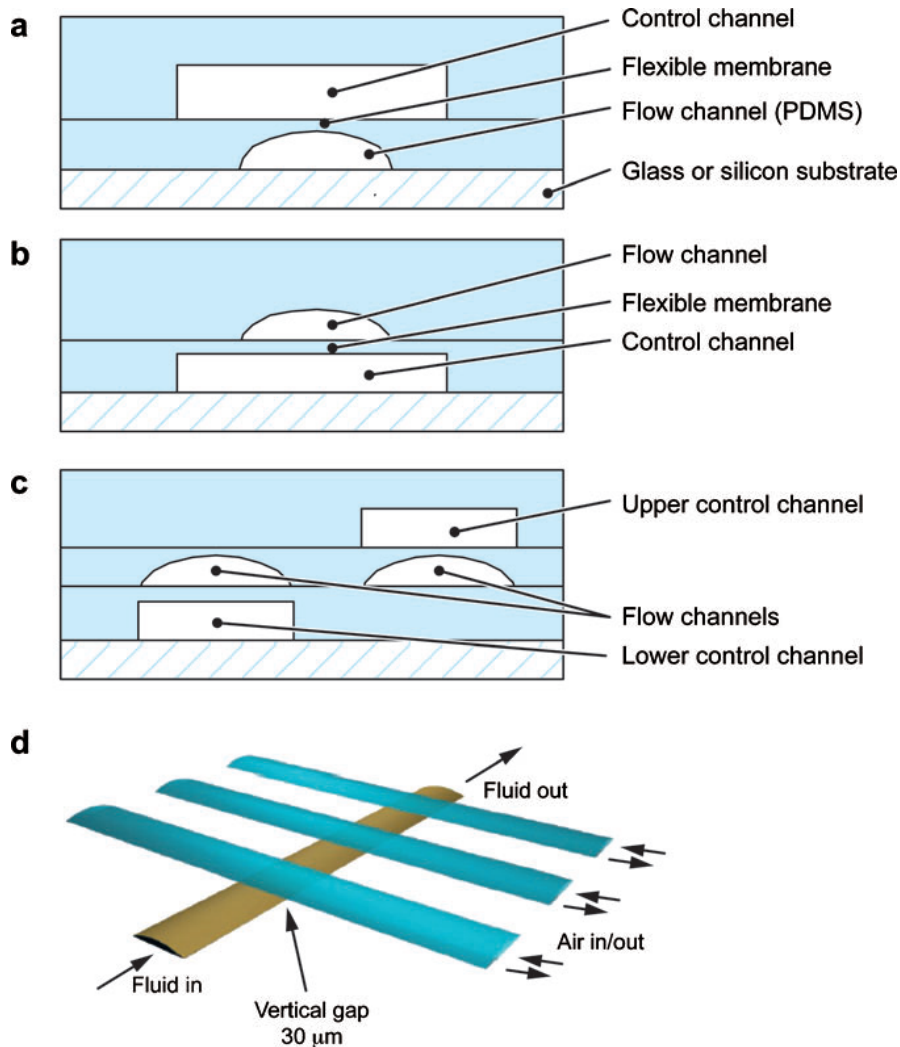 a
Control channel
Flexible membrane
Flow channel (PDMS)
Glass or silicon substrate
b
Flow channel
Flexible membrane
Control channel
c
Upper control channel
Flow channels
Lower control channel
d
Fluid out
Air in/out
Fluid in
Vertical gap
30 μm